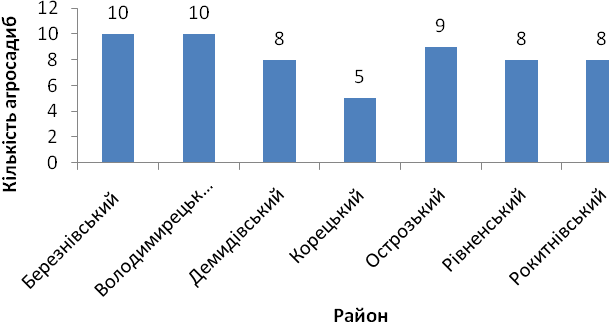 Кількість агросадиб
12
10
8
6
4
2
0
10
10
8
5
9
8
8
Березнівський
Володимирецьк...
Демидівський
Корецький
Острозький
Рівненський
Рокитнівський
Район